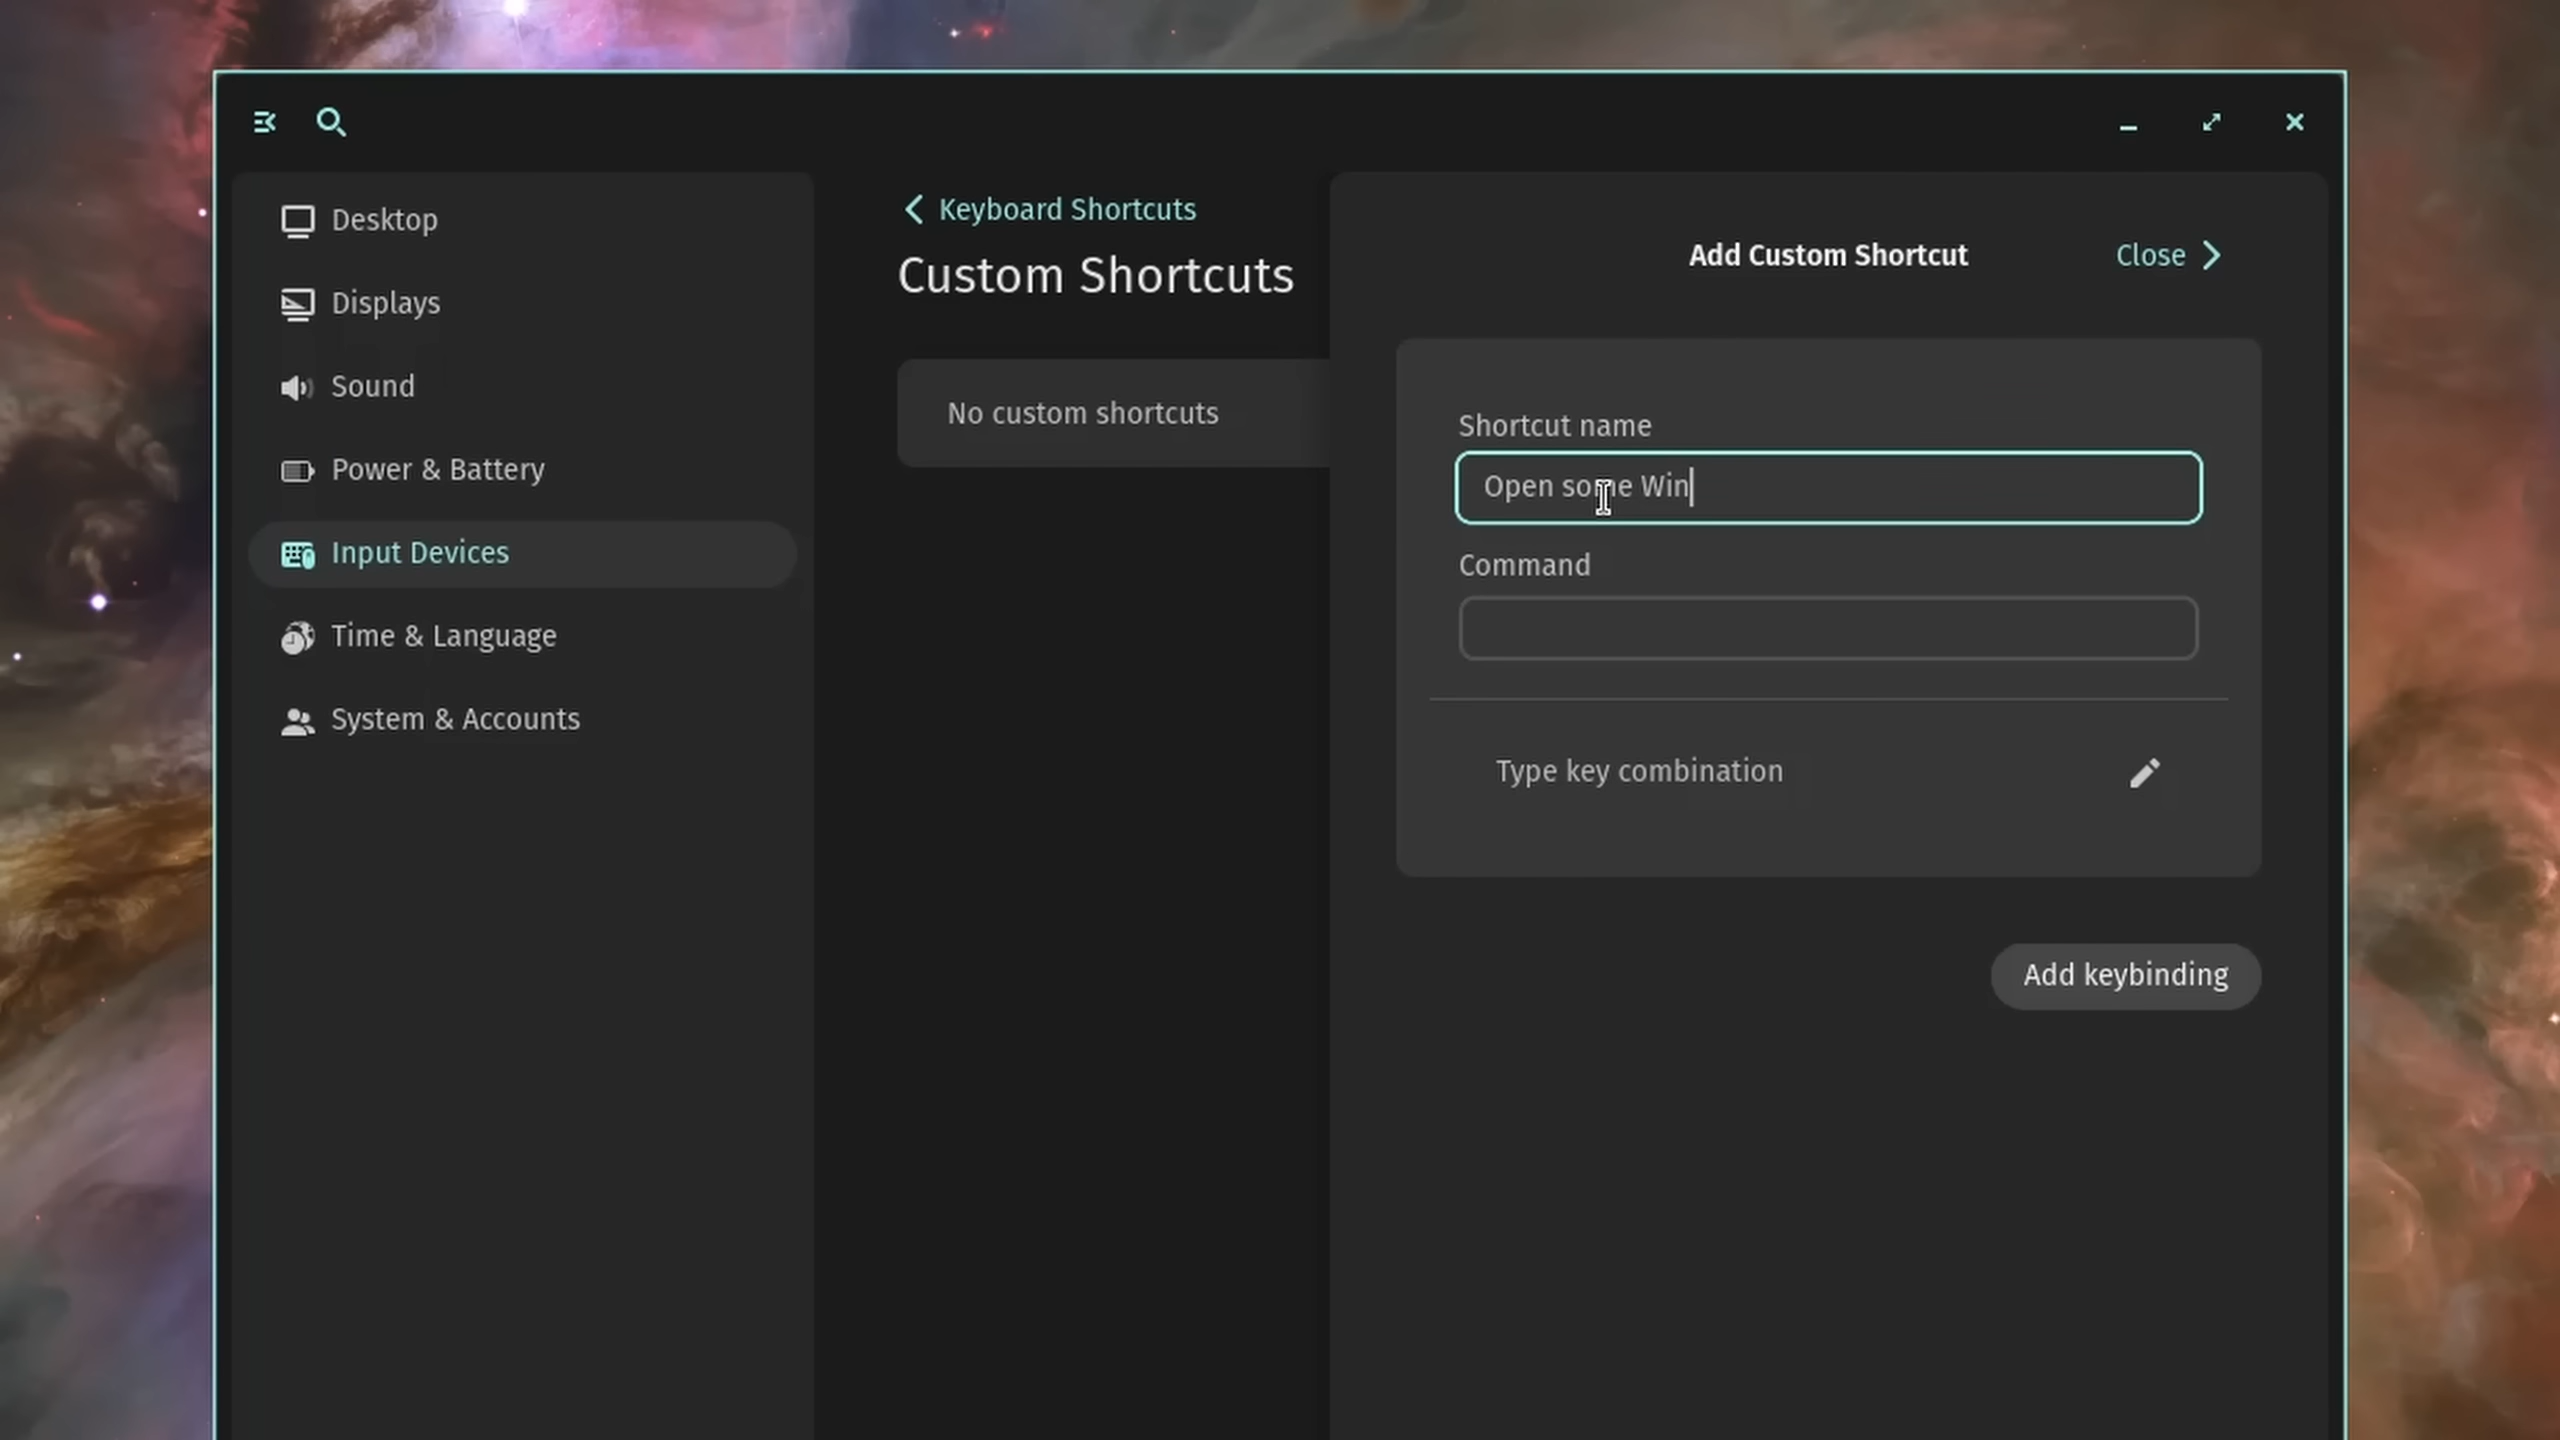 Desktop
Displays
Sound
Power & Battery
Input Devices
Time & Language
System & Accounts
Keyboard Shortcuts
Custom Shortcuts
No custom shortcuts
Add Custom Shortcut
Close
Shortcut name
Open some Win
Command
Type key combination
Add keybinding